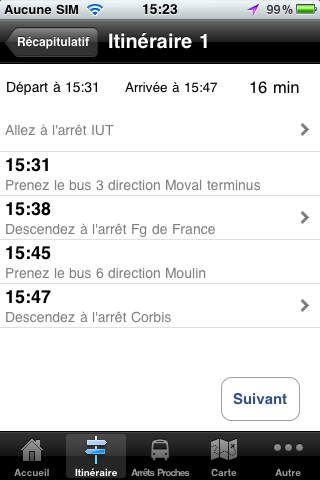 Aucune SIM 15:23 99%
Récapitulatif Itinéraire 1
Départ à 15:31 Arrivée à 15:47 16 min
Allez à l'arrêt IUT
15:31
Prenez le bus 3 direction Moval terminus
15:38
Descendez à l'arrêt Fg de France
15:45
Prenez le bus 6 direction Moulin
15:47
Descendez à l'arrêt Corbis
Suivant
Accueil Itinéraire Arrêts Proches Carte Autre